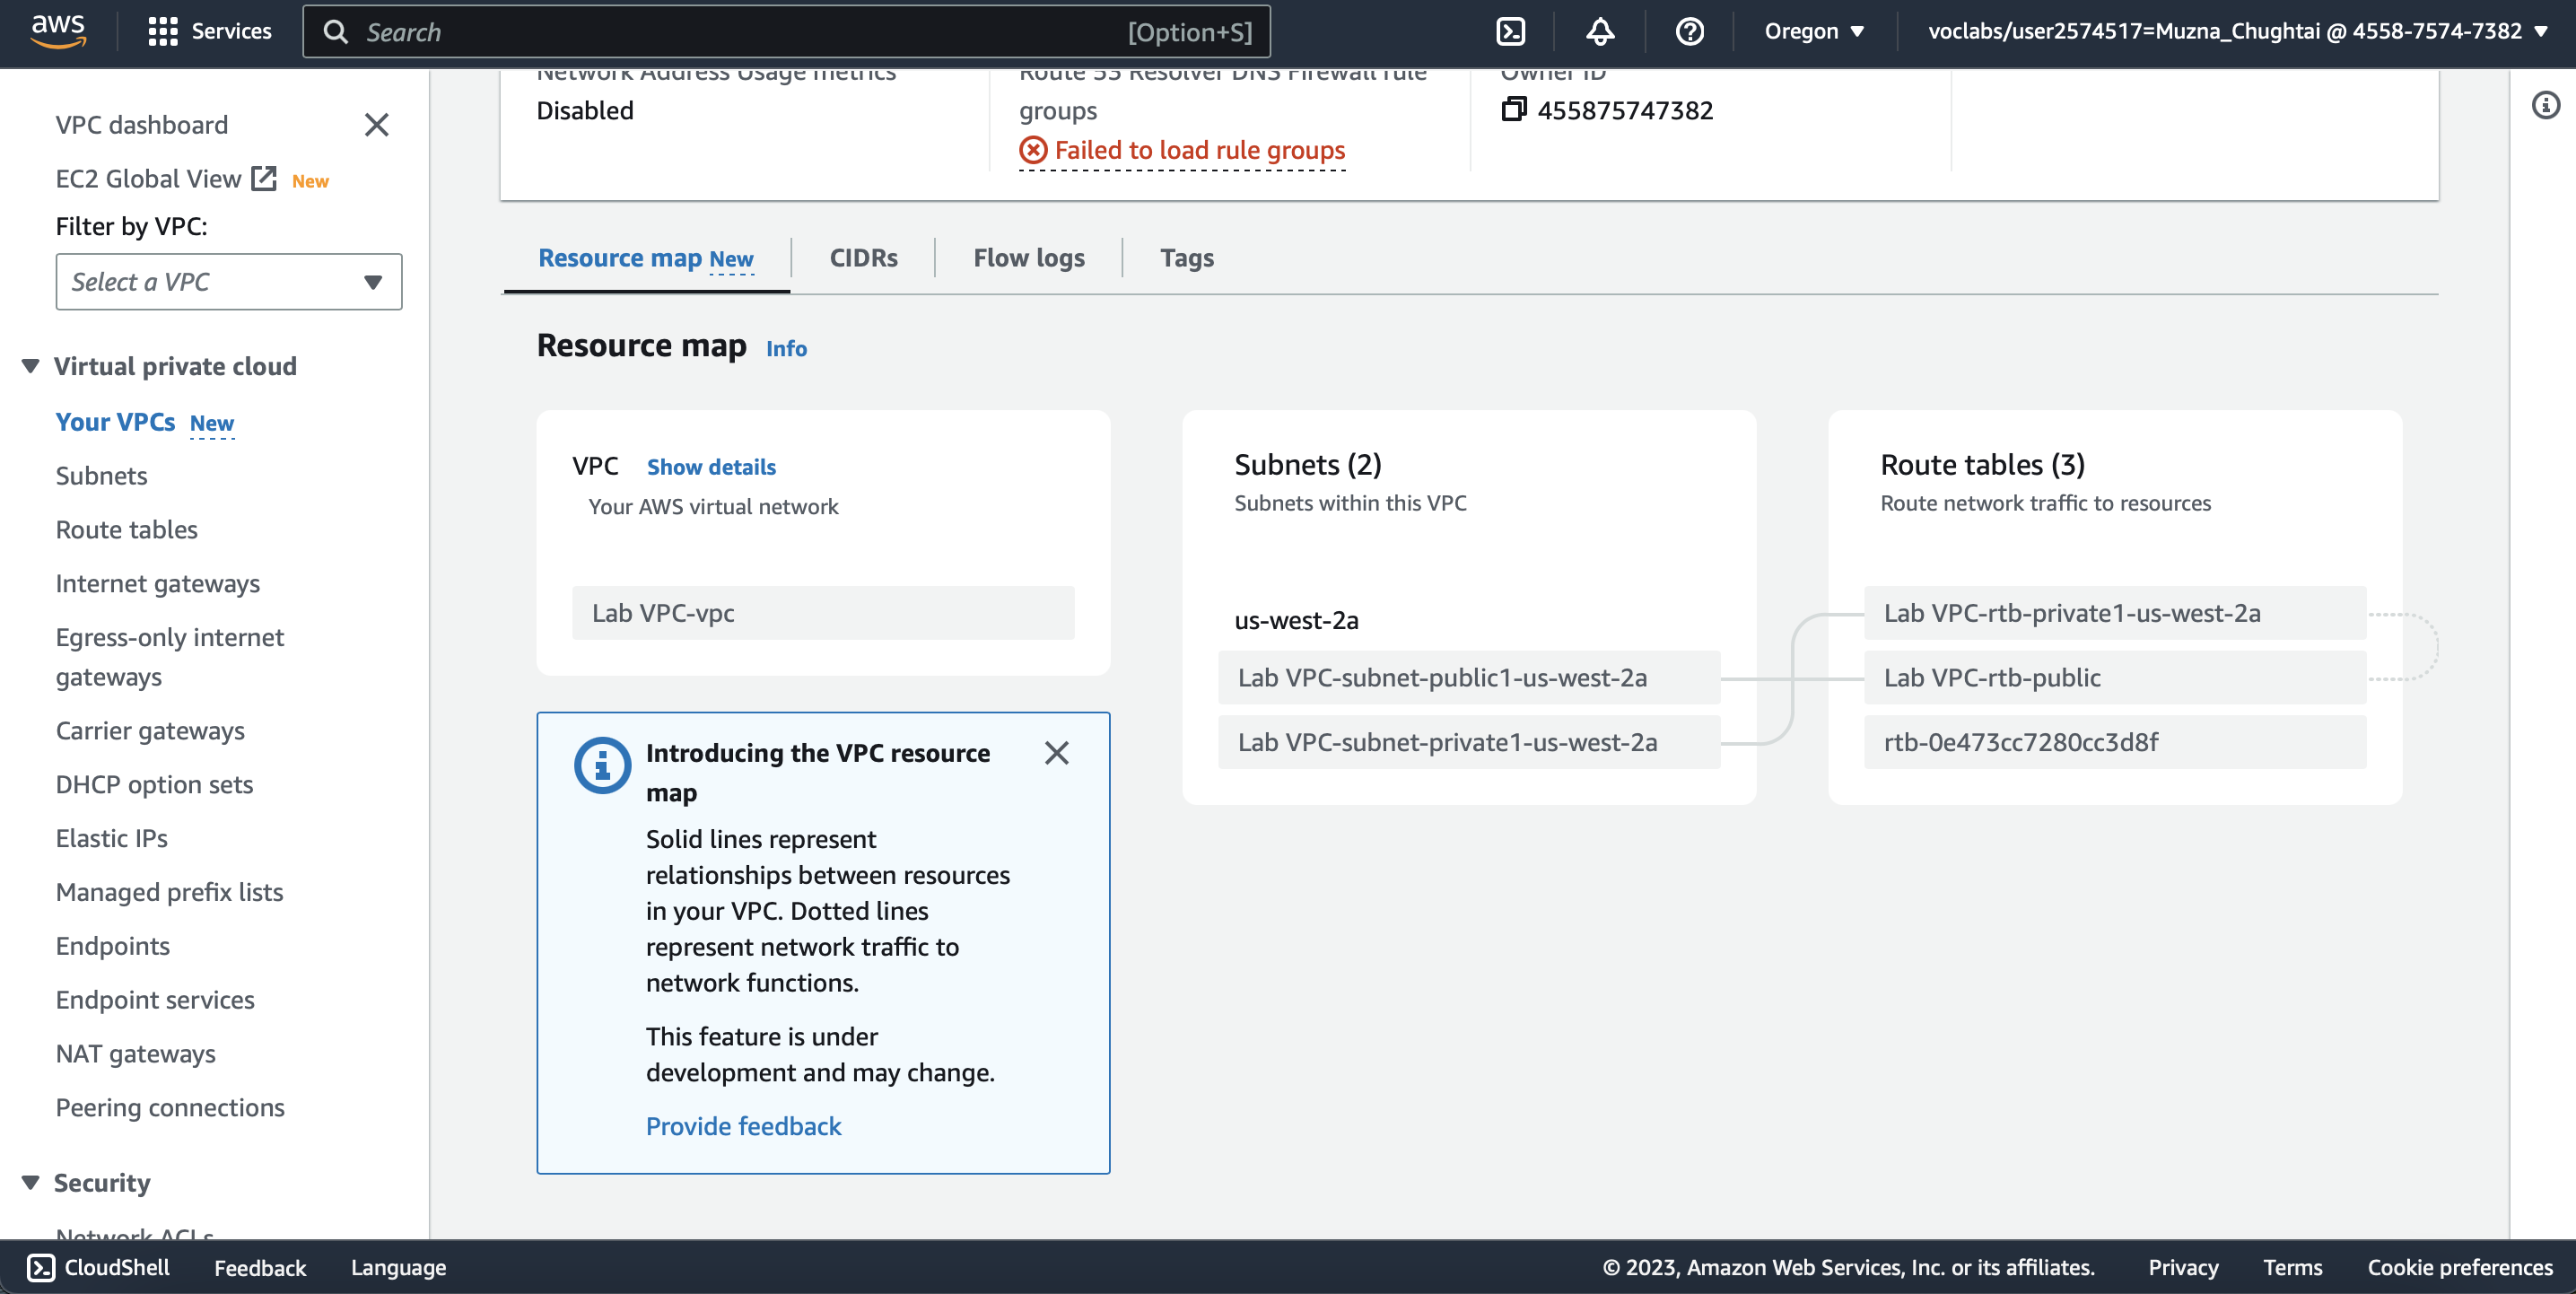 aws
Services
Search
[Option+S]
Oregon
voclabs/user2574517=Muzna_Chughtai @ 4558-7574-7382
VPC dashboard
EC2 Global View New
Filter by VPC:
Select a VPC
Virtual private cloud
Your VPCs New
Subnets
Route tables
Internet gateways
Egress-only internet
gateways
Carrier gateways
DHCP option sets
Elastic IPs
Managed prefix lists
Endpoints
Endpoint services
NAT gateways
Peering connections
Security
Network ACLs
Network Address Usage metrics
Disabled
Route 53 Resolver DNS Firewall rule
groups
Failed to load rule groups
Owner ID
455875747382
Resource map New
CIDRs
Flow logs
Tags
Resource map Info
VPC Show details
Your AWS virtual network
Lab VPC-vpc
Introducing the VPC resource
map
Solid lines represent
relationships between resources
in your VPC. Dotted lines
represent network traffic to
network functions.
This feature is under
development and may change.
Provide feedback
Subnets (2)
Subnets within this VPC
us-west-2a
Lab VPC-subnet-public1-us-west-2a
Lab VPC-subnet-private1-us-west-2a
Route tables (3)
Route network traffic to resources
Lab VPC-rtb-private1-us-west-2a
Lab VPC-rtb-public
rtb-0e473cc7280cc3d8f
CloudShell
Feedback
Language
© 2023, Amazon Web Services, Inc. or its affiliates.
Privacy
Terms
Cookie preferences